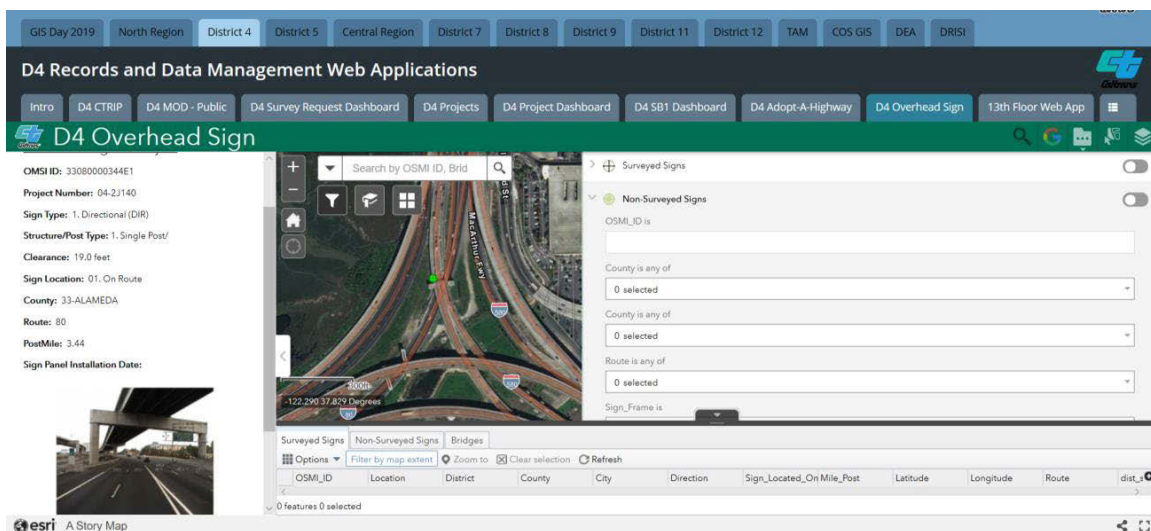 GIS Day 2019 North Region District 4 District 5 Central Region District 7 District 8 District 9 District 11 District 12 TAM COS GIS DEA DRISI
D4 Records and Data Management Web Applications
Intro D4 CTRIP D4 MOD - Public D4 Survey Request Dashboard D4 Projects D4 Project Dashboard D4 SB1 Dashboard D4 Adopt-A-Highway D4 Overhead Sign 13th Floor Web App
D4 Overhead Sign
OMSI ID: 33080000344E1
Project Number: 04-2J140
Sign Type: 1. Directional (DIR)
Structure/Post Type: 1. Single Post/
Clearance: 19.0 feet
Sign Location: 01. On Route
County: 33-ALAMEDA
Route: 80
PostMile: 3.44
Sign Panel Installation Date:
Search by OSMI ID, Brid
MacArthur Fwy
580
580
80
300ft
-122.290 37.829 Degrees
Surveyed Signs
Non-Surveyed Signs
OSMI_ID is
County is any of
0 selected
County is any of
0 selected
Route is any of
0 selected
Sign_Frame is
Surveyed Signs Non-Surveyed Signs Bridges
Options Filter by map extent Zoom to Clear selection Refresh
OSMI_ID Location District County City Direction Sign_Located_On Mile_Post Latitude Longitude Route dist_s
0 features 0 selected
esri A Story Map